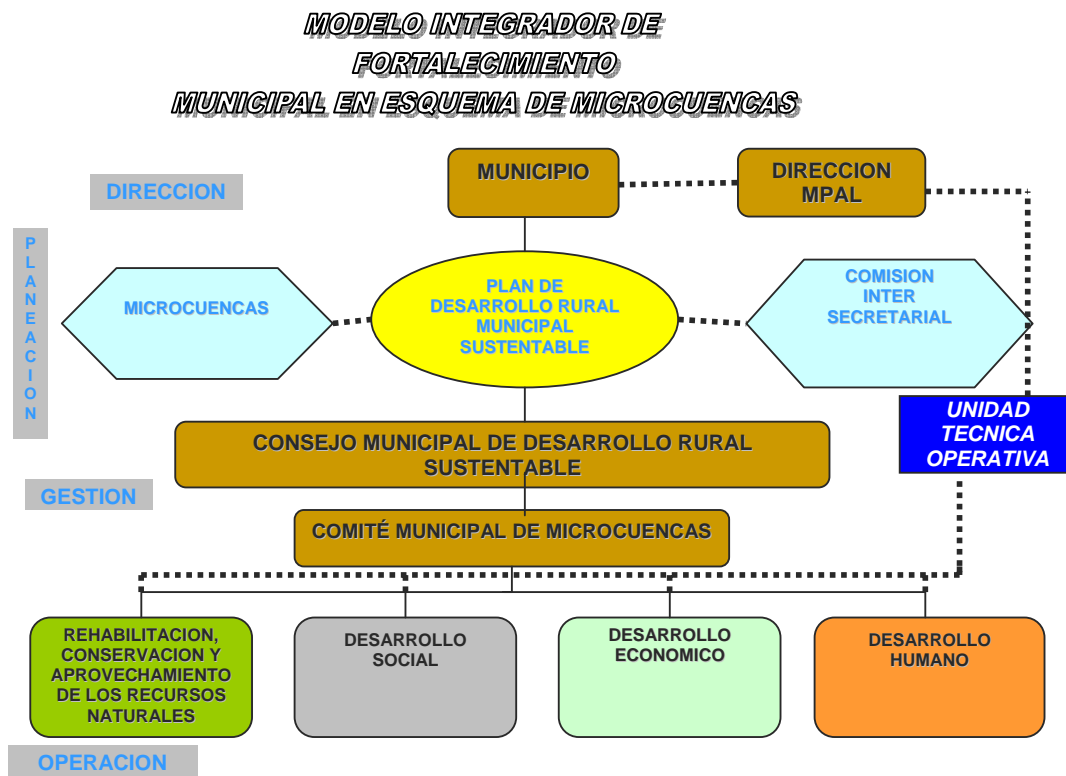 MODELO INTEGRADOR DE
FORTALECIMIENTO
MUNICIPAL EN ESQUEMA DE MICROCUENCAS
DIRECCION
MUNICIPIO
DIRECCION
MPAL
PLANEACION
MICROCUENCAS
PLAN DE
DESARROLLO RURAL
MUNICIPAL
SUSTENTABLE
COMISION
INTER
SECRETARIAL
UNIDAD
TECNICA
OPERATIVA
CONSEJO MUNICIPAL DE DESARROLLO RURAL
SUSTENTABLE
GESTION
COMITÉ MUNICIPAL DE MICROCUENCAS
REHABILITACION,
CONSERVACION Y
APROVECHAMIENTO
DE LOS RECURSOS
NATURALES
DESARROLLO
SOCIAL
DESARROLLO
ECONOMICO
DESARROLLO
HUMANO
OPERACION